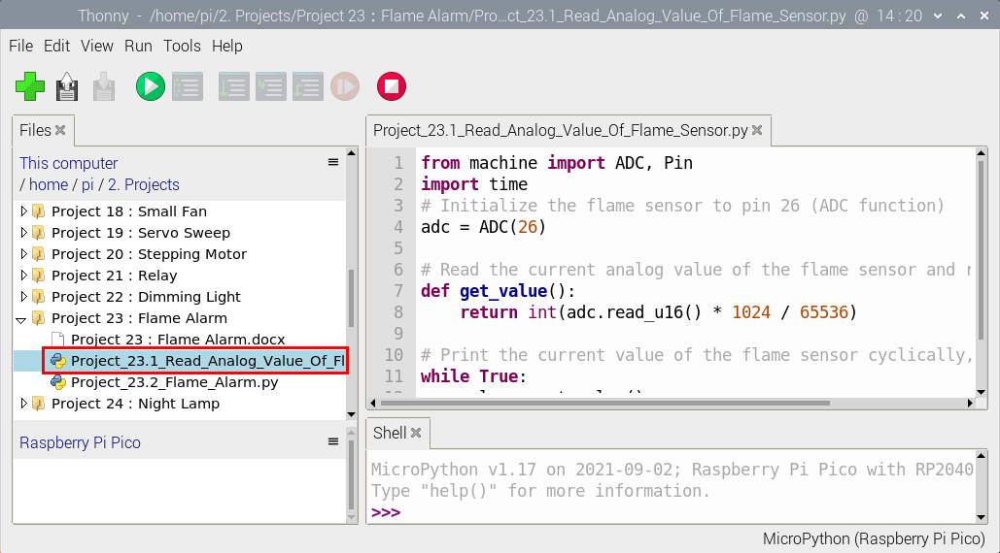 Thonny - /home/pi/2. Projects/Project 23 : Flame Alarm/Pro...ct_23.1_Read_Analog_Value_Of_Flame_Sensor.py @ 14 : 20
File Edit View Run Tools Help
Files
This computer
/ home / pi / 2. Projects
Project 18 : Small Fan
Project 19 : Servo Sweep
Project 20 : Stepping Motor
Project 21 : Relay
Project 22 : Dimming Light
Project 23 : Flame Alarm
Project 23 : Flame Alarm.docx
Project_23.1_Read_Analog_Value_Of_Fl
Project_23.2_Flame_Alarm.py
Project 24 : Night Lamp
Raspberry Pi Pico
Project_23.1_Read_Analog_Value_Of_Flame_Sensor.py
1 from machine import ADC, Pin
2 import time
3 # Initialize the flame sensor to pin 26 (ADC function)
4 adc = ADC(26)
5
6 # Read the current analog value of the flame sensor and r
7 def get_value():
8     return int(adc.read_u16() * 1024 / 65536)
9
10 # Print the current value of the flame sensor cyclically,
11 while True:
Shell
MicroPython v1.17 on 2021-09-02; Raspberry Pi Pico with RP2040
Type "help()" for more information.
>>>
MicroPython (Raspberry Pi Pico)